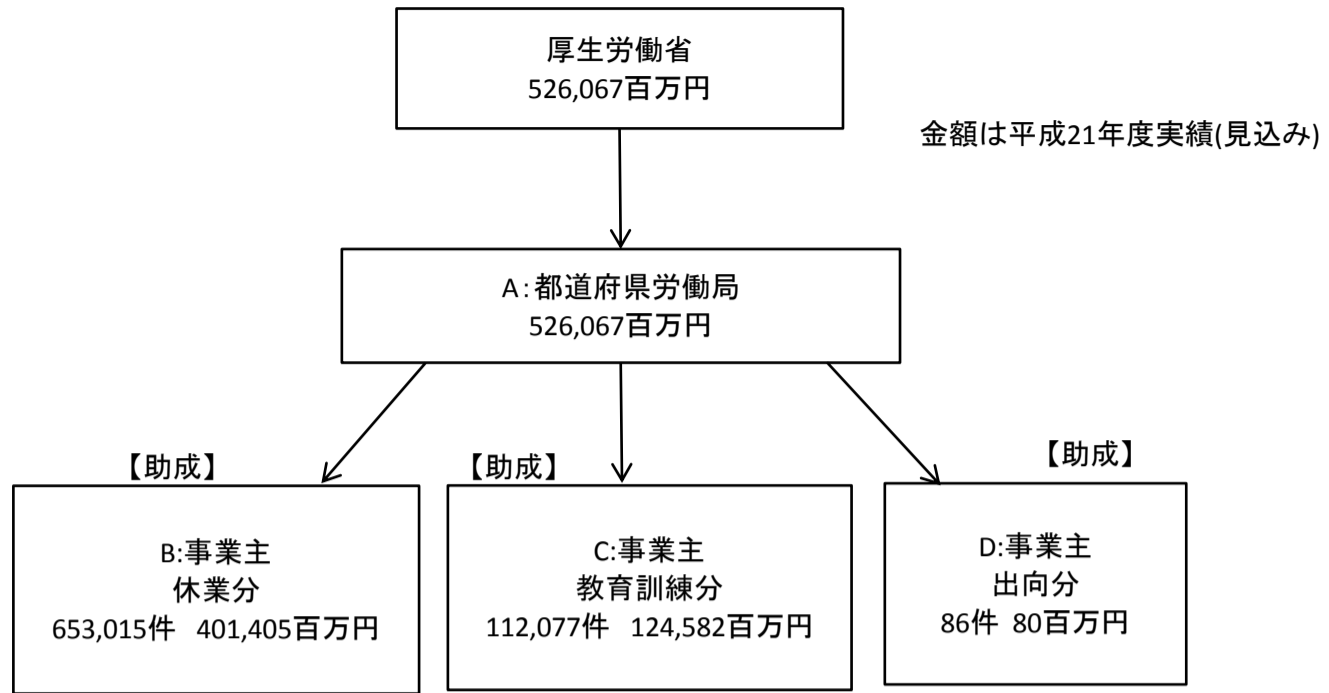 厚生労働省
526,067百万円
金額は平成21年度実績(見込み)
A:都道府県労働局
526,067百万円
【助成】
【助成】
【助成】
B:事業主
休業分
653,015件 401,405百万円
C:事業主
教育訓練分
112,077件 124,582百万円
D:事業主
出向分
86件 80百万円